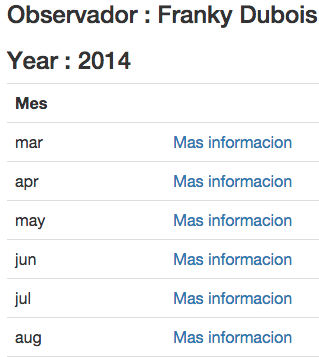 Observador : Franky Dubois
Year : 2014
Mes
mar Mas informacion
apr Mas informacion
may Mas informacion
jun Mas informacion
jul Mas informacion
aug Mas informacion